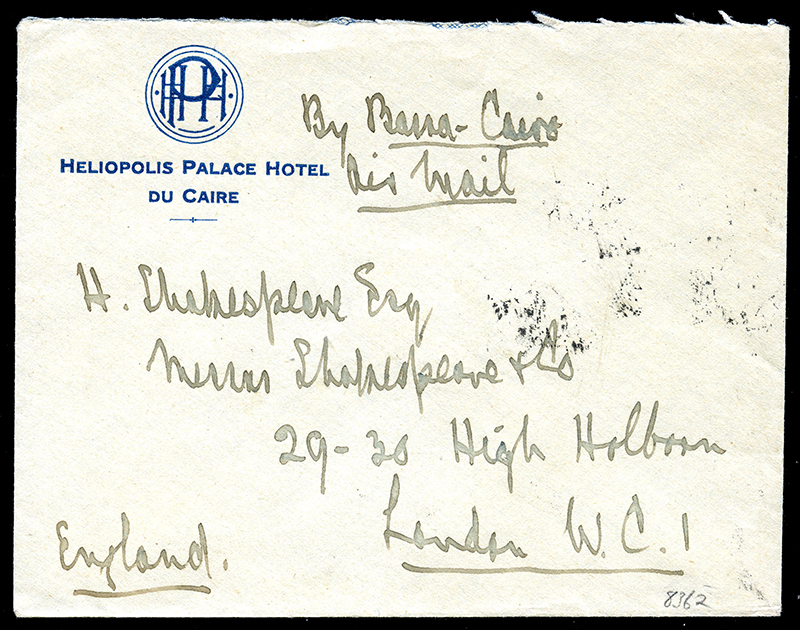 HPH
HELIOPOLIS PALACE HOTEL
DU CAIRE
By Basra-Cairo
Air Mail
H. Shakespeare Esq
Messrs Shakespeare & Co
29-30 High Holborn
London W.C.1
England.
8362